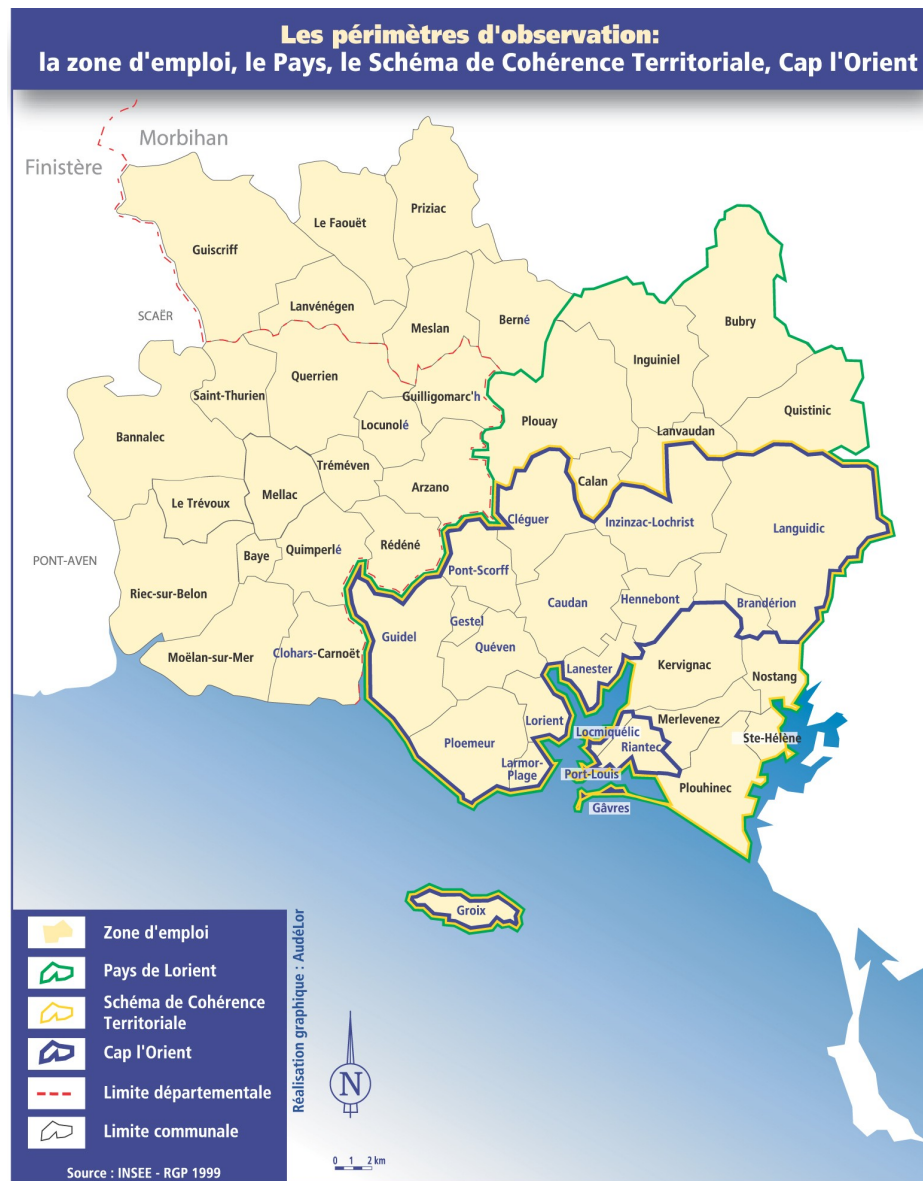 Les périmètres d'observation:
la zone d'emploi, le Pays, le Schéma de Cohérence Territoriale, Cap l'Orient
Morbihan
Finistère
Priziac
Le Faouët
Guiscriff
Lanvénégen
SCAËR
Meslan
Berné
Bubry
Inguiniel
Querrien
Saint-Thurien
Guilligomarc'h
Quistinic
Plouay
Locunolé
Lanvaudan
Bannalec
Tréméven
Calan
Arzano
Mellac
Le Trévoux
Cléguer
Inzinzac-Lochrist
Languidic
Rédéné
Quimperlé
Baye
PONT-AVEN
Pont-Scorff
Riec-sur-Belon
Caudan
Hennebont
Brandérion
Gestel
Guidel
Quéven
Clohars-Carnoët
Moëlan-sur-Mer
Lanester
Kervignac
Nostang
Lorient
Merlevenez
Locmiquélic
Ste-Hélène
Ploemeur
Riantec
Larmor-
Plage
Port-Louis
Plouhinec
Gâvres
Groix
Zone d'emploi
Pays de Lorient
Schéma de Cohérence
Territoriale
Cap l'Orient
Limite départementale
Limite communale
Source : INSEE - RGP 1999
Réalisation graphique : AudéLor
N
0 1 2 km